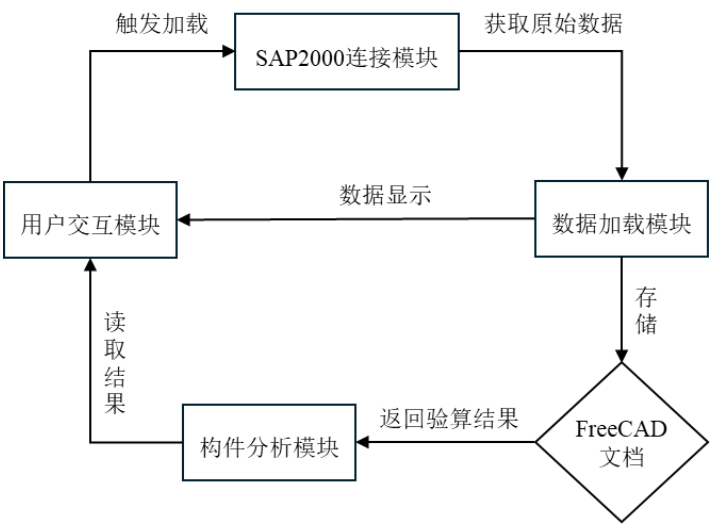 触发加载
获取原始数据
SAP2000连接模块
数据显示
用户交互模块
数据加载模块
存储
读取结果
返回验算结果
FreeCAD
文档
构件分析模块